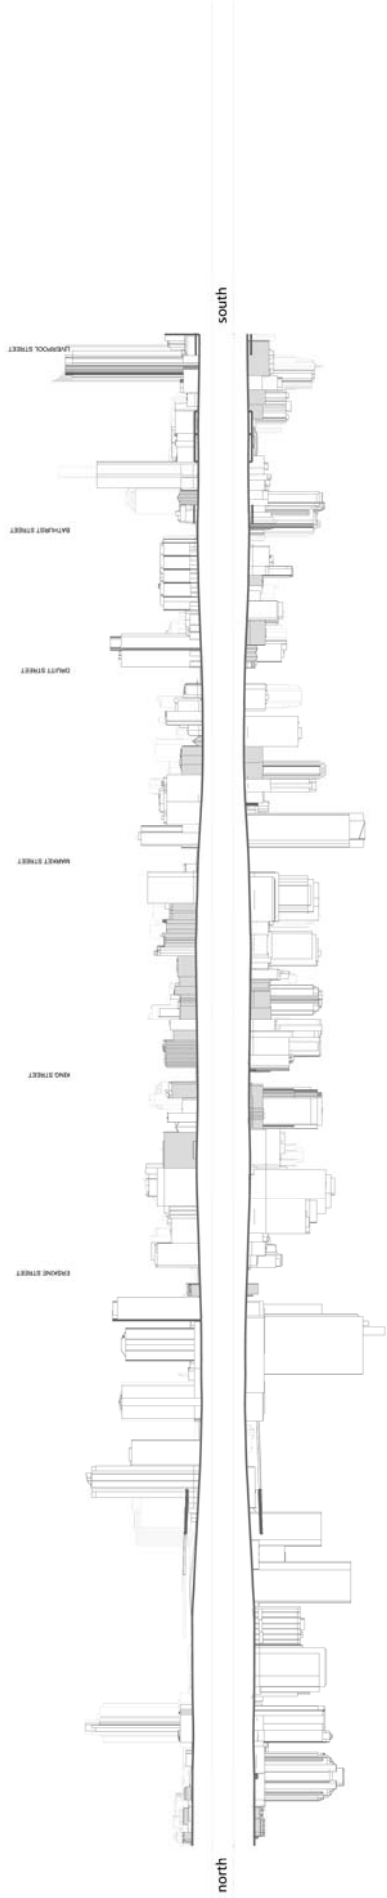 south
LIVERPOOL STREET
BATHURST STREET
DRUITT STREET
MARKET STREET
KING STREET
ERSKINE STREET
north